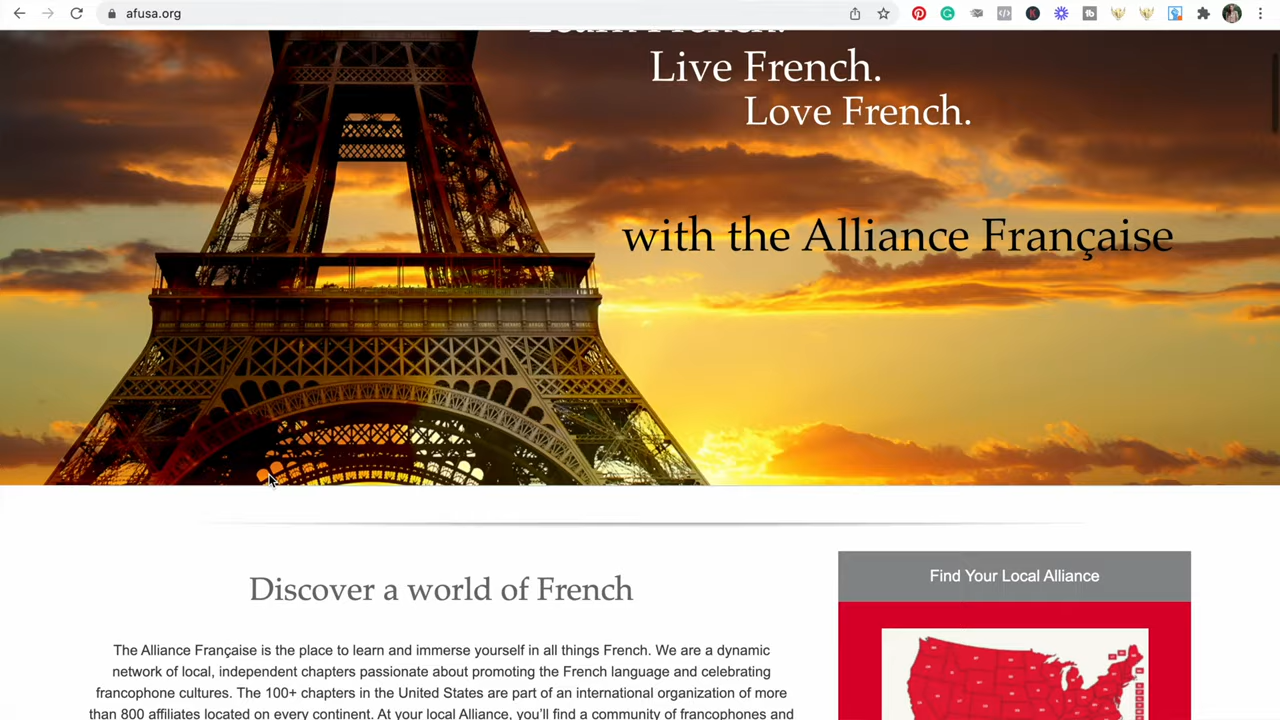 afusa.org
Learn French.
Live French.
Love French.
with the Alliance Française
Discover a world of French
Find Your Local Alliance
The Alliance Française is the place to learn and immerse yourself in all things French. We are a dynamic
network of local, independent chapters passionate about promoting the French language and celebrating
francophone cultures. The 100+ chapters in the United States are part of an international organization of more
than 800 affiliates located on every continent. At your local Alliance, you'll find a community of francophones and